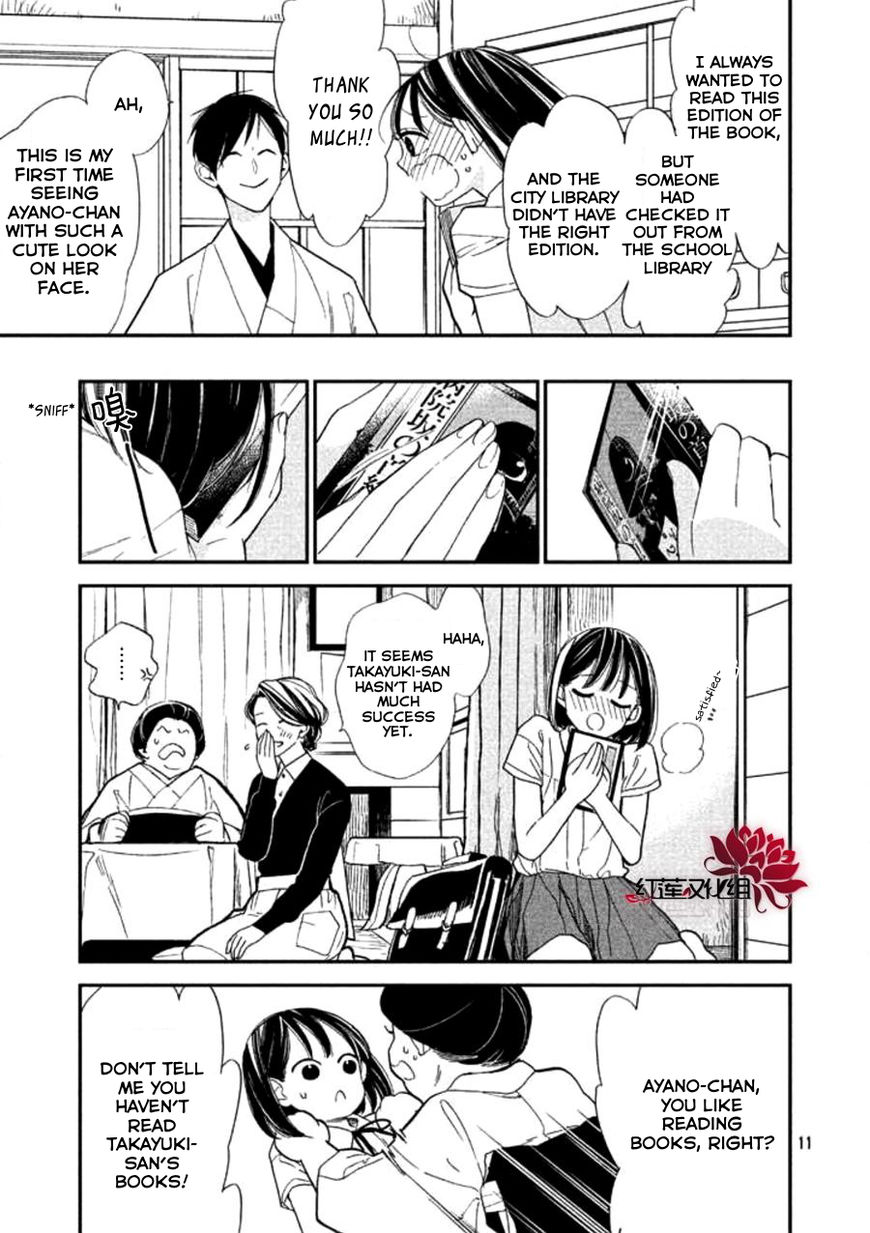 I ALWAYS
WANTED TO
READ THIS
EDITION OF
THE BOOK,
BUT
SOMEONE
HAD
CHECKED IT
OUT FROM
THE SCHOOL
LIBRARY
AND THE
CITY LIBRARY
DIDN'T HAVE
THE RIGHT
EDITION.
THANK
YOU SO
MUCH!!
AH,
THIS IS MY
FIRST TIME
SEEING
AYANO-CHAN
WITH SUCH A
CUTE LOOK
ON HER
FACE.
*SNIFF*
嗅
satisfied~
...
HAHA,
IT SEEMS
TAKAYUKI-SAN
HASN'T HAD
MUCH
SUCCESS
YET.
......
红莲汉化组
AYANO-CHAN,
YOU LIKE
READING
BOOKS, RIGHT?
DON'T TELL
ME YOU
HAVEN'T
READ
TAKAYUKI-
SAN'S
BOOKS!
11